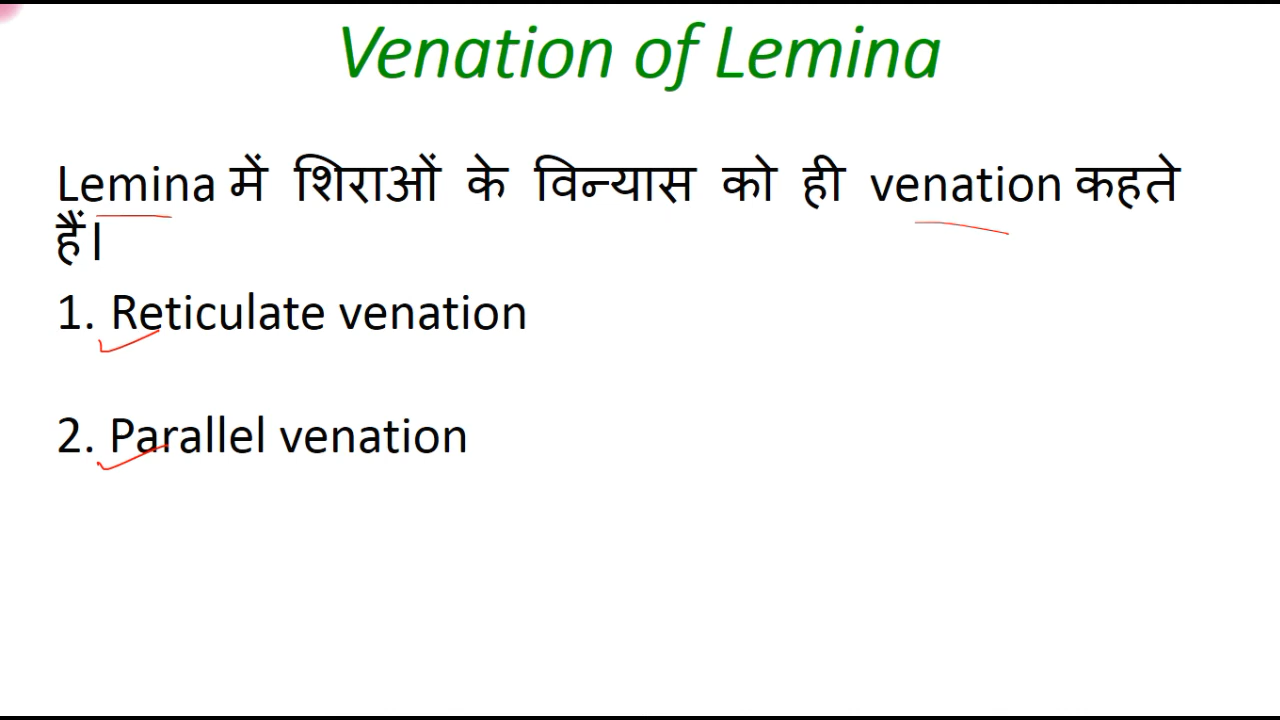 Venation of Lemina
Lemina में शिराओं के विन्यास को ही venation कहते
हैं।
1. Reticulate venation
2. Parallel venation